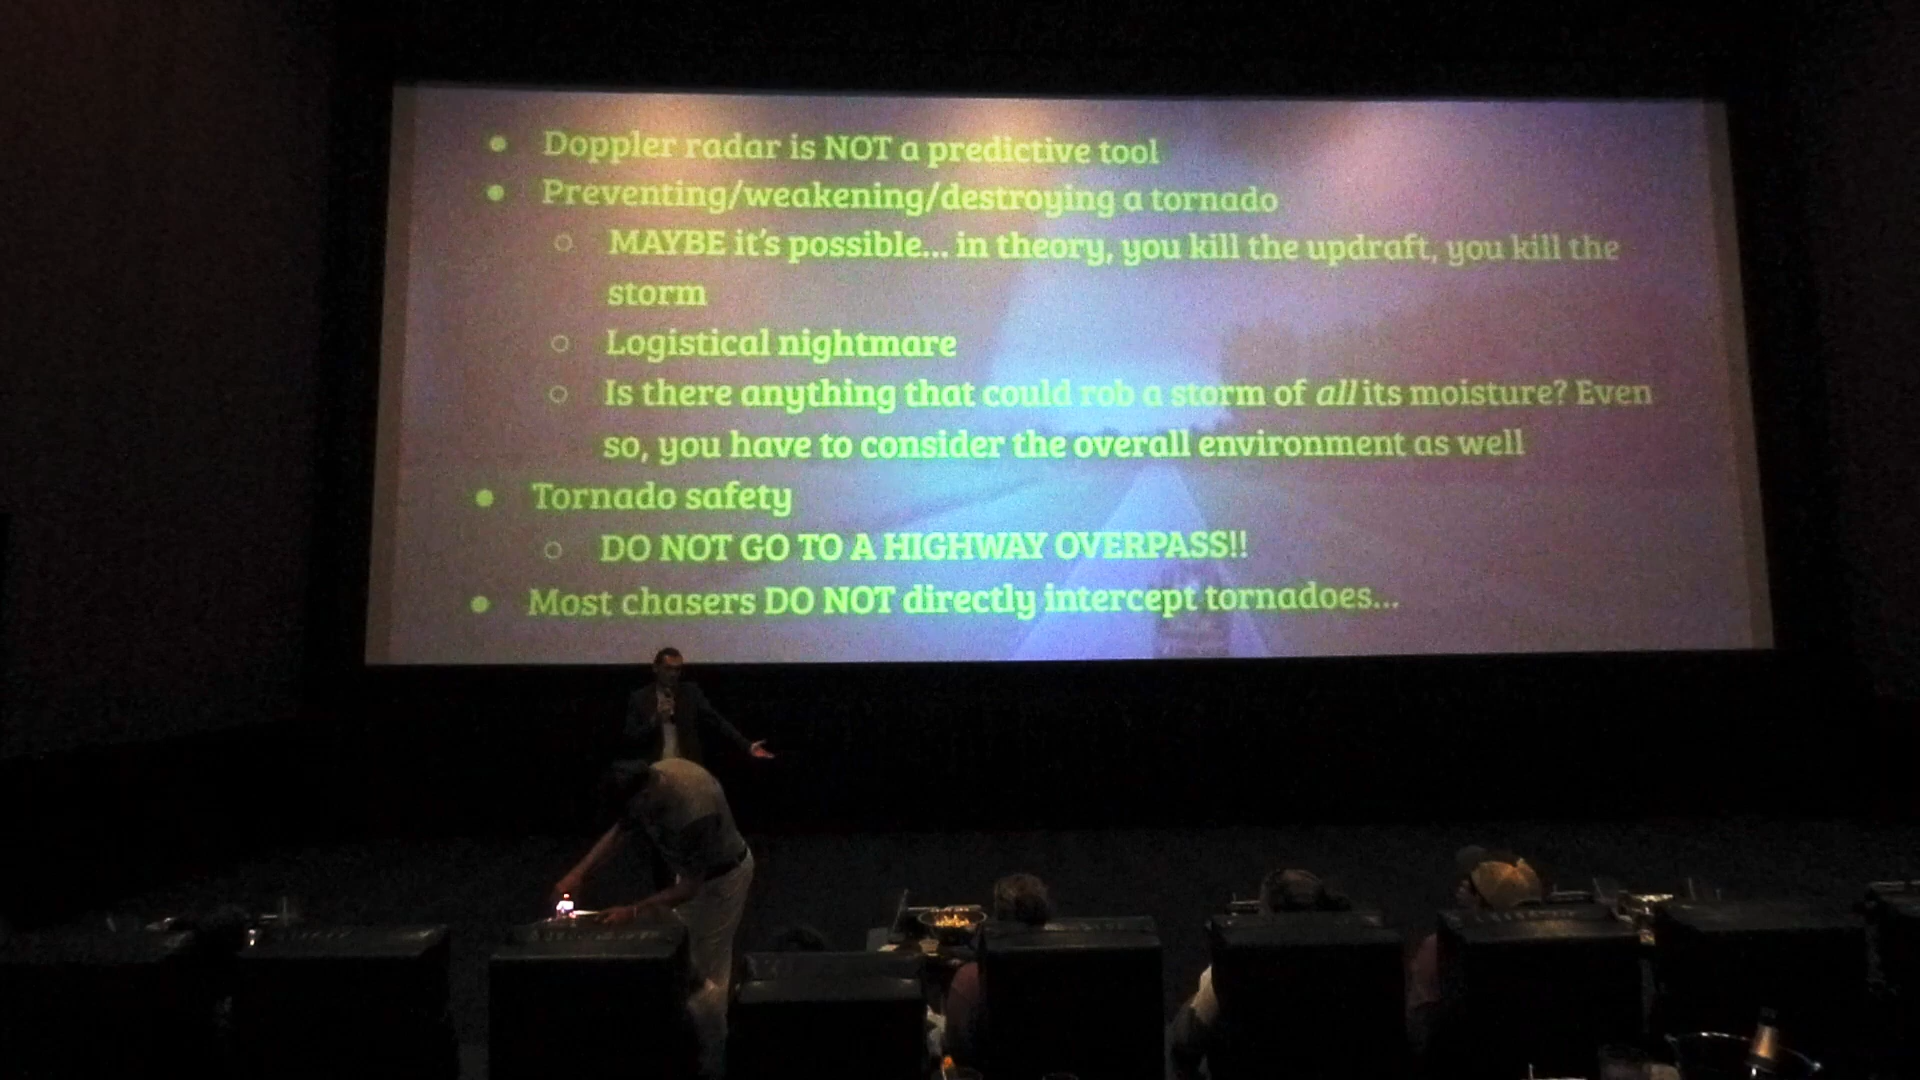 ● Doppler radar is NOT a predictive tool
● Preventing/weakening/destroying a tornado
○ MAYBE it's possible... in theory, you kill the updraft, you kill the
storm
○ Logistical nightmare
○ Is there anything that could rob a storm of all its moisture? Even
so, you have to consider the overall environment as well
● Tornado safety
○ DO NOT GO TO A HIGHWAY OVERPASS!!
● Most chasers DO NOT directly intercept tornadoes...